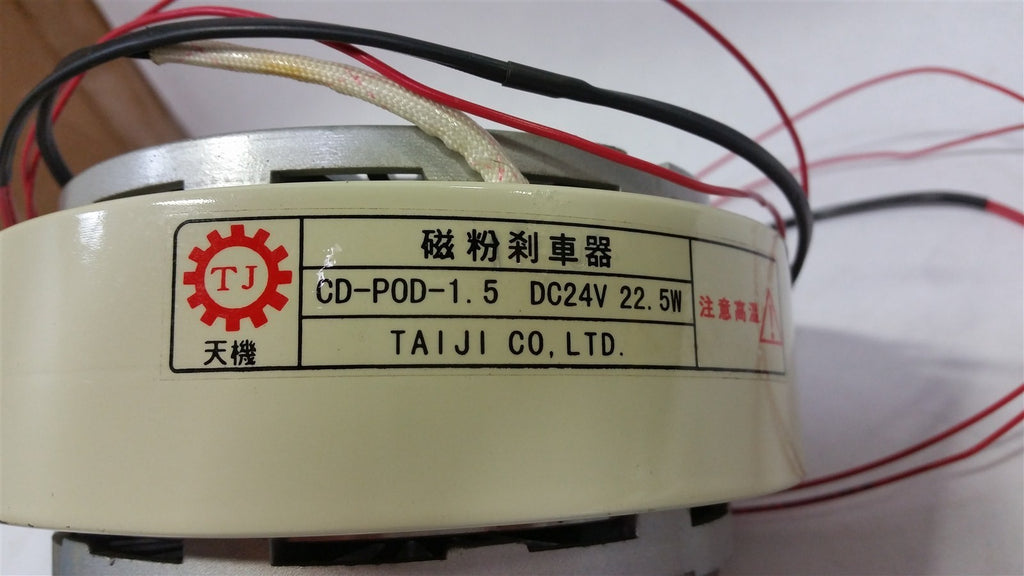 TJ
天機
磁粉剎車器
CD-POD-1.5 DC24V 22.5W
TAIJI CO,LTD.
注意高溫